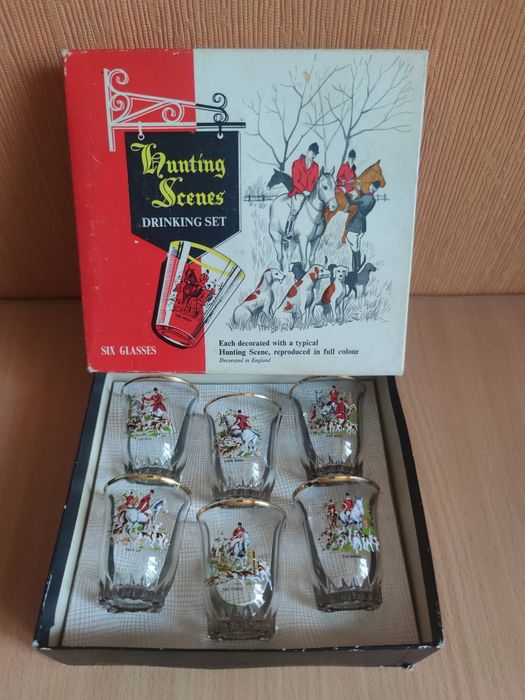 Hunting
Scenes
DRINKING SET
SIX GLASSES
Each decorated with a typical
Hunting Scene, reproduced in full colour
Decorated in England